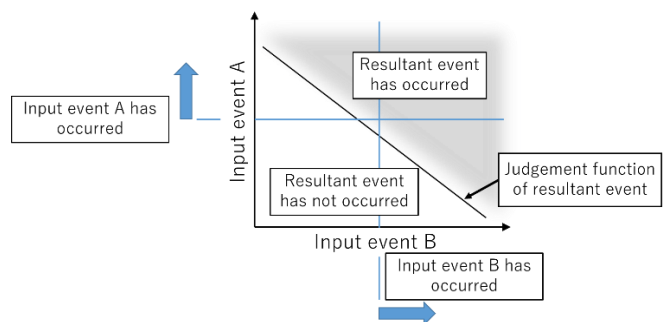 Resultant event
has occurred
Input event A has
occurred
Input event A
Judgement function
of resultant event
Resultant event
has not occurred
Input event B
Input event B has
occurred